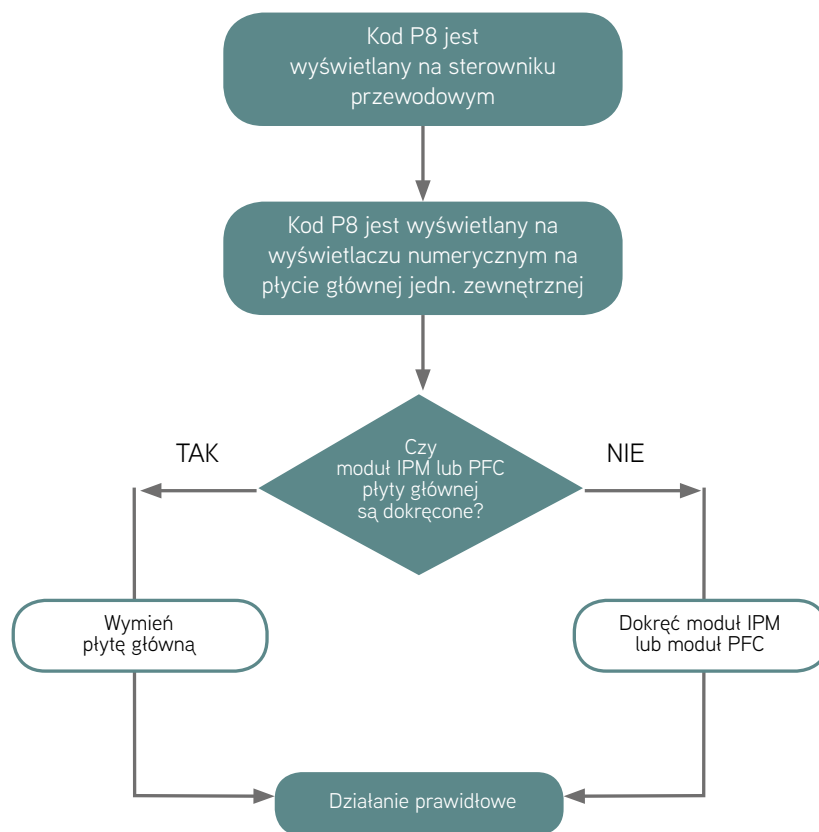 Kod P8 jest
wyświetlany na sterowniku
przewodowym
Kod P8 jest wyświetlany na
wyświetlaczu numerycznym na
płycie głównej jedn. zewnętrznej
Czy
moduł IPM lub PFC
płyty głównej
są dokręcone?
TAK
NIE
Wymień
płytę główną
Dokręć moduł IPM
lub moduł PFC
Działanie prawidłowe